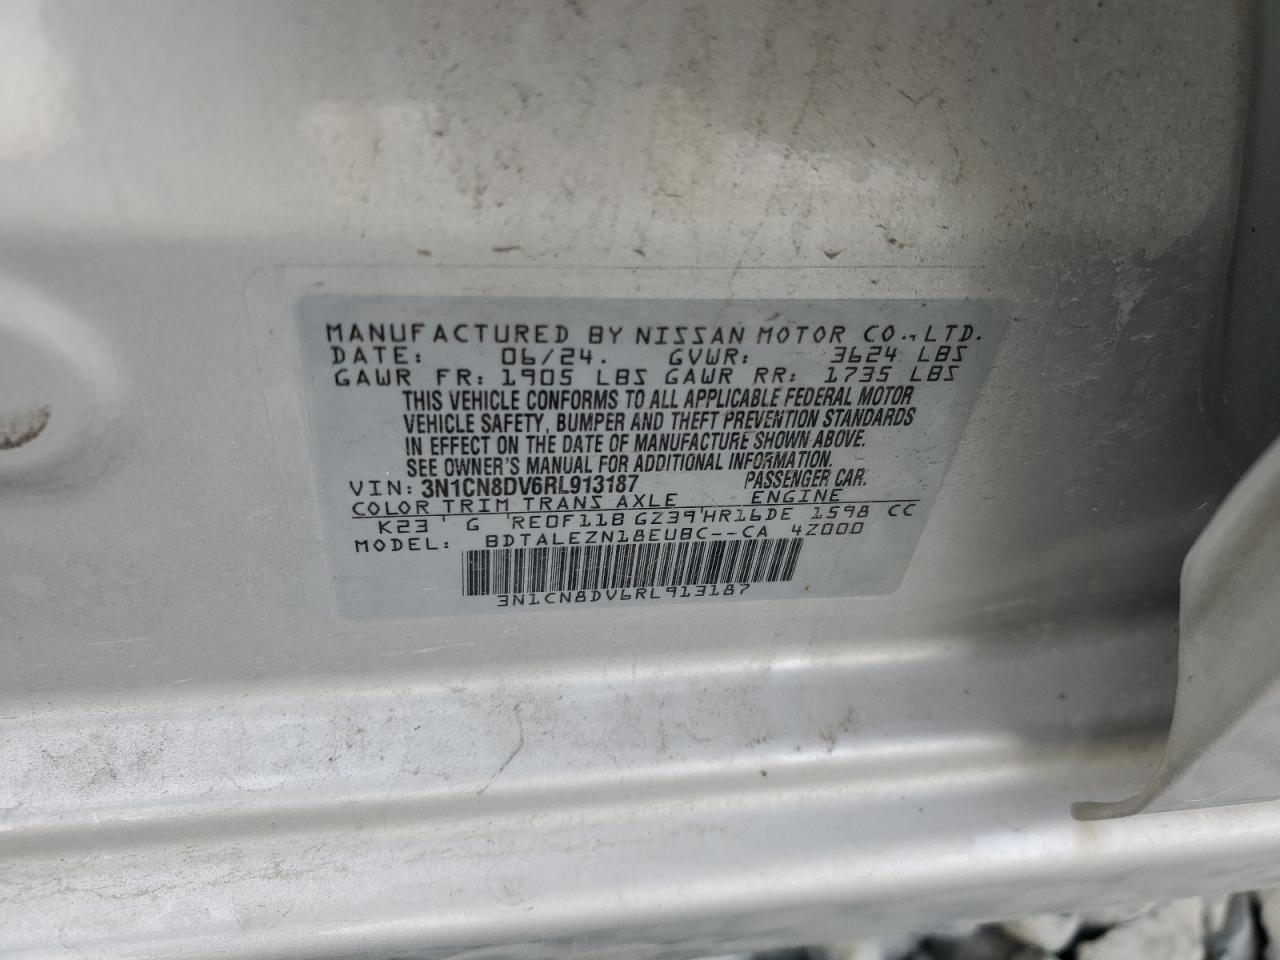 MANUFACTURED BY NISSAN MOTOR CO., LTD.
DATE: 06/24. GVWR: 3624 LBS
GAWR FR: 1905 LBS GAWR RR: 1735 LBS
THIS VEHICLE CONFORMS TO ALL APPLICABLE FEDERAL MOTOR
VEHICLE SAFETY, BUMPER AND THEFT PREVENTION STANDARDS
IN EFFECT ON THE DATE OF MANUFACTURE SHOWN ABOVE.
SEE OWNER'S MANUAL FOR ADDITIONAL INFORMATION.
VIN: 3N1CN8DV6RL913187 PASSENGER CAR.
COLOR TRIM TRANS AXLE ENGINE
K23 G RE0F11B GZ39 HR16DE 1598 CC
MODEL: BDTALEZN18EUBC--CA 4Z000
3N1CN8DV6RL913187